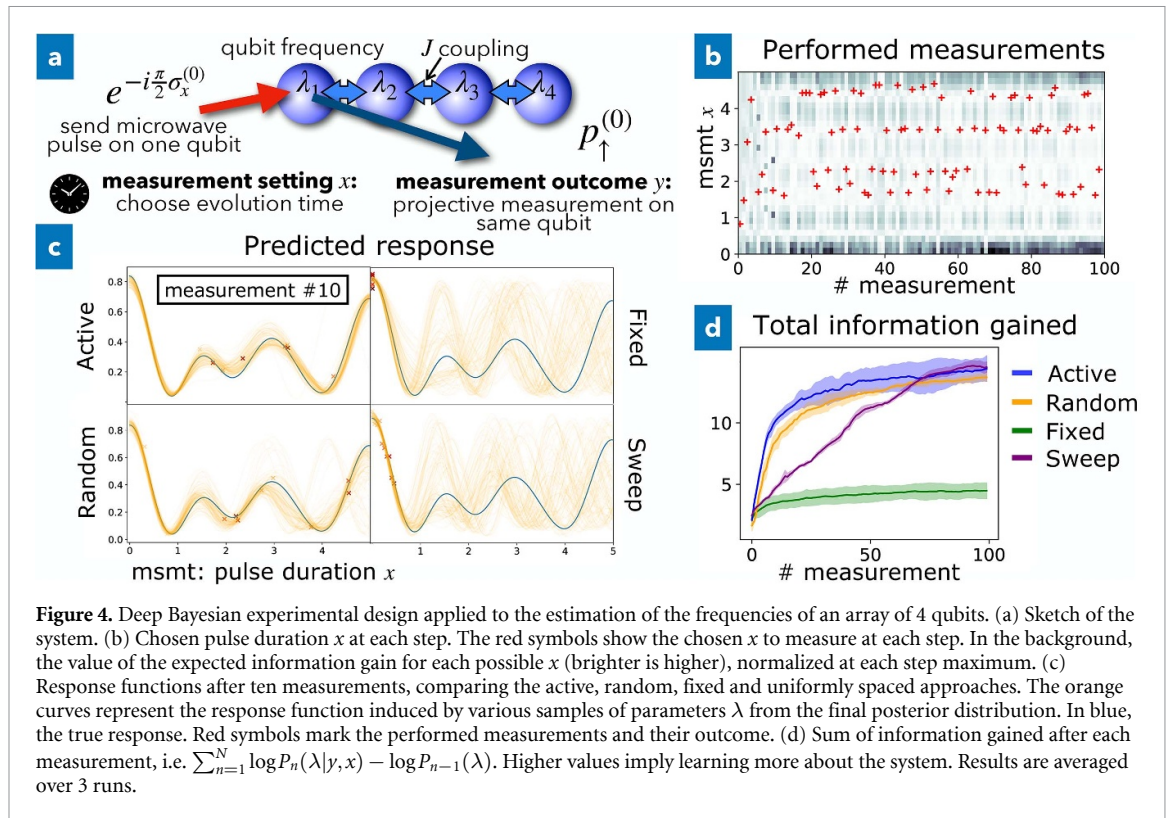 a
qubit frequency
J coupling
λ₁ λ₂ λ₃ λ₄
e^{-i\frac{π}{2}σ_x^{(0)}}
send microwave
pulse on one qubit
p_↑^{(0)}
measurement setting x:
choose evolution time
measurement outcome y:
projective measurement on
same qubit
b
Performed measurements
msmt x
4
3
2
1
0
0 20 40 60 80 100
# measurement
c
Predicted response
measurement #10
Active
Fixed
0.8
0.6
0.4
0.2
Random
Sweep
0.8
0.6
0.4
0.2
0.0
0 1 2 3 4 1 2 3 4 5
msmt: pulse duration x
d
Total information gained
10
5
0 50 100
# measurement
Active
Random
Fixed
Sweep
Figure 4. Deep Bayesian experimental design applied to the estimation of the frequencies of an array of 4 qubits. (a) Sketch of the
system. (b) Chosen pulse duration x at each step. The red symbols show the chosen x to measure at each step. In the background,
the value of the expected information gain for each possible x (brighter is higher), normalized at each step maximum. (c)
Response functions after ten measurements, comparing the active, random, fixed and uniformly spaced approaches. The orange
curves represent the response function induced by various samples of parameters λ from the final posterior distribution. In blue,
the true response. Red symbols mark the performed measurements and their outcome. (d) Sum of information gained after each
measurement, i.e. ∑_{n=1}^{N} log P_n(λ|y,x) − log P_{n−1}(λ). Higher values imply learning more about the system. Results are averaged
over 3 runs.